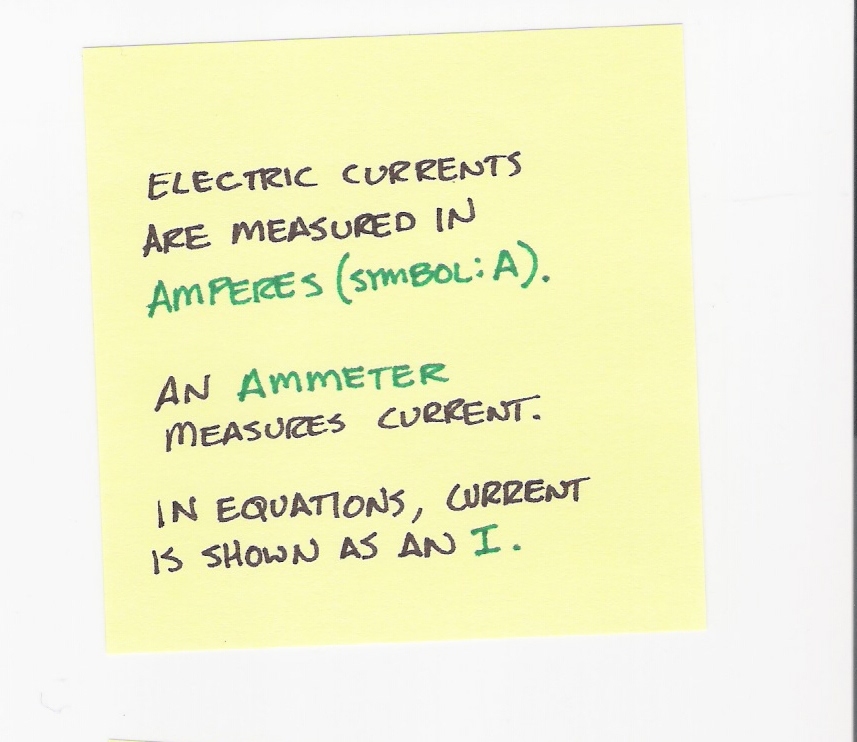 ELECTRIC CURRENTS
ARE MEASURED IN
AMPERES (SYMBOL: A).
AN AMMETER
MEASURES CURRENT.
IN EQUATIONS, CURRENT
IS SHOWN AS AN I.